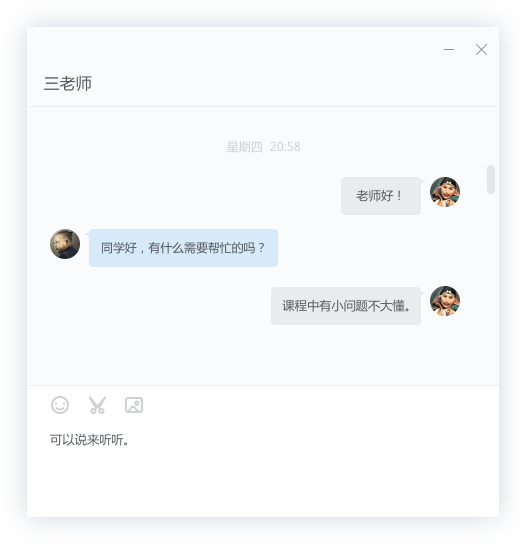 三老师
星期四 20:58
老师好！
同学好，有什么需要帮忙的吗？
课程中有小问题不大懂。
可以说来听听。